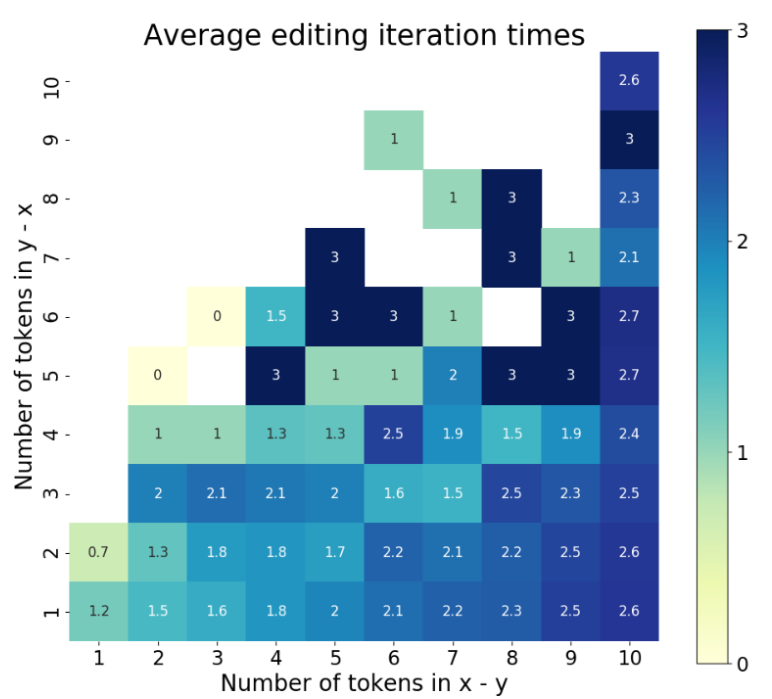 Average editing iteration times
3
10 2.6
9 1 3
8 1 3 2.3
7 3 3 1 2.1
2
6 0 1.5 3 3 1 3 2.7
5 0 3 1 1 2 3 3 2.7
4 1 1 1.3 1.3 2.5 1.9 1.5 1.9 2.4
1
3 2 2.1 2.1 2 1.6 1.5 2.5 2.3 2.5
2 0.7 1.3 1.8 1.8 1.7 2.2 2.1 2.2 2.5 2.6
1 1.2 1.5 1.6 1.8 2 2.1 2.2 2.3 2.5 2.6
0
1 2 3 4 5 6 7 8 9 10
Number of tokens in x - y
Number of tokens in y - x